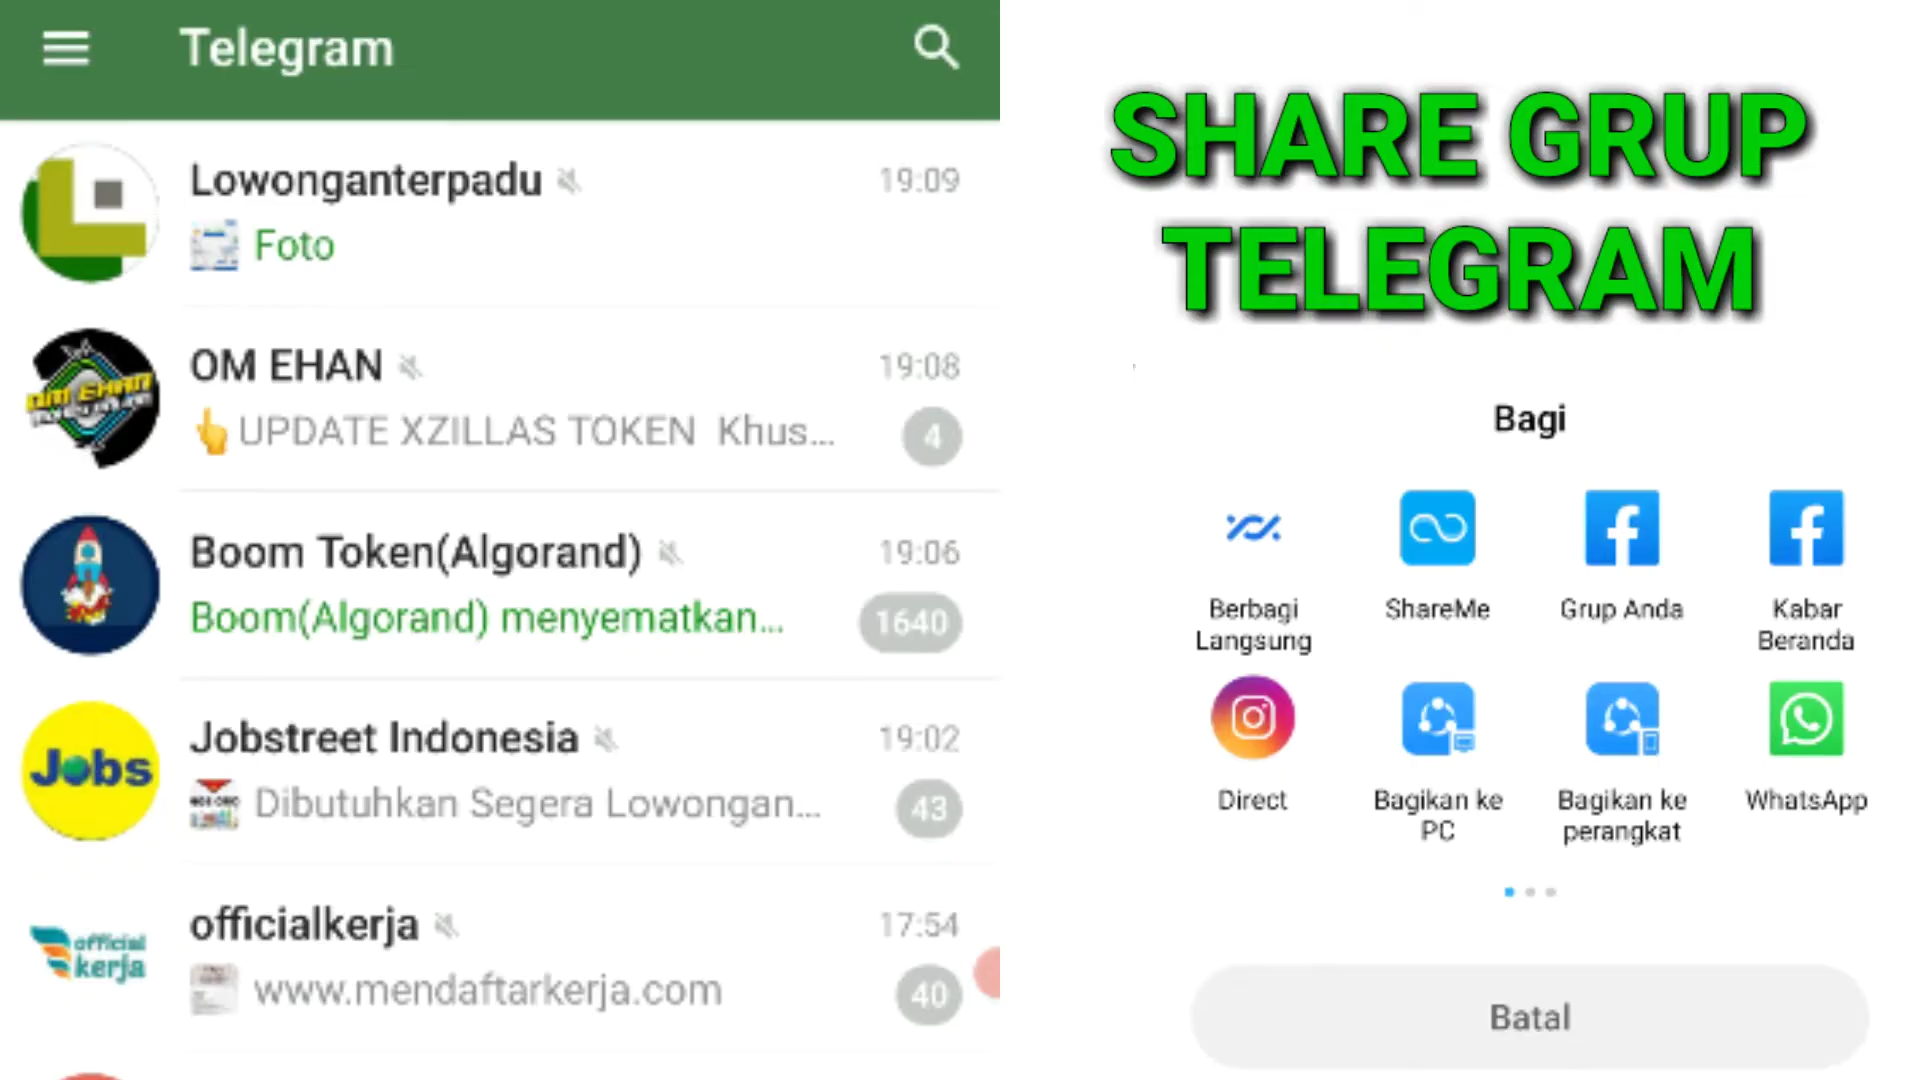 Telegram
Lowonganterpadu
19:09
Foto
OM EHAN
19:08
👆UPDATE XZILLAS TOKEN Khus...
4
Boom Token(Algorand)
19:06
Boom(Algorand) menyematkan...
1640
Jobs
Jobstreet Indonesia
19:02
Dibutuhkan Segera Lowongan...
43
official
kerja
officialkerja
17:54
www.mendaftarkerja.com
40
SHARE GRUP
TELEGRAM
Bagi
Berbagi
Langsung
ShareMe
Grup Anda
Kabar
Beranda
Direct
Bagikan ke
PC
Bagikan ke
perangkat
WhatsApp
Batal